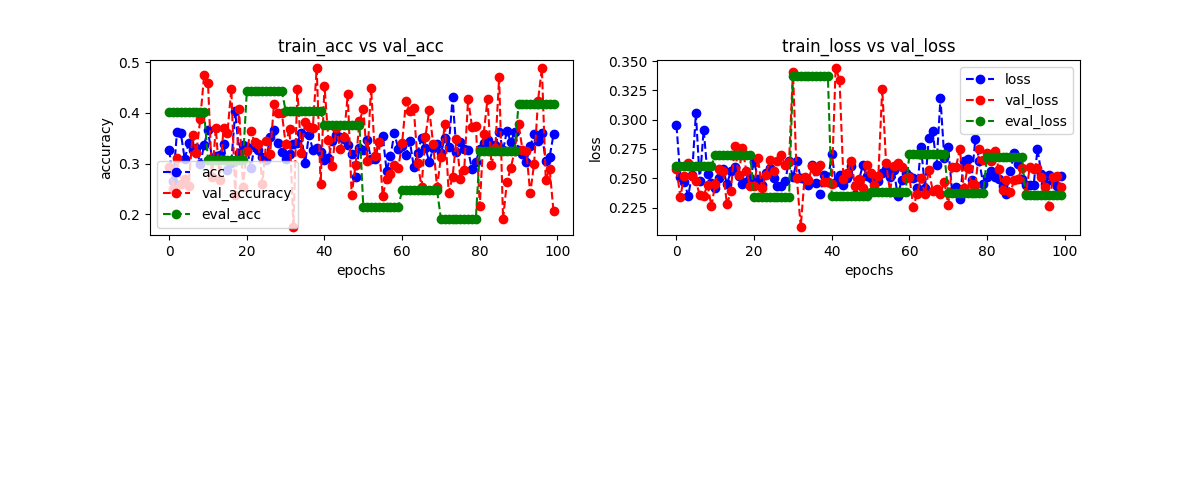 train_acc vs val_acc
0.5
0.4
0.3
0.2
accuracy
acc
val_accuracy
eval_acc
0 20 40 60 80 100
epochs
train_loss vs val_loss
0.350
0.325
0.300
0.275
0.250
0.225
loss
loss
val_loss
eval_loss
0 20 40 60 80 100
epochs